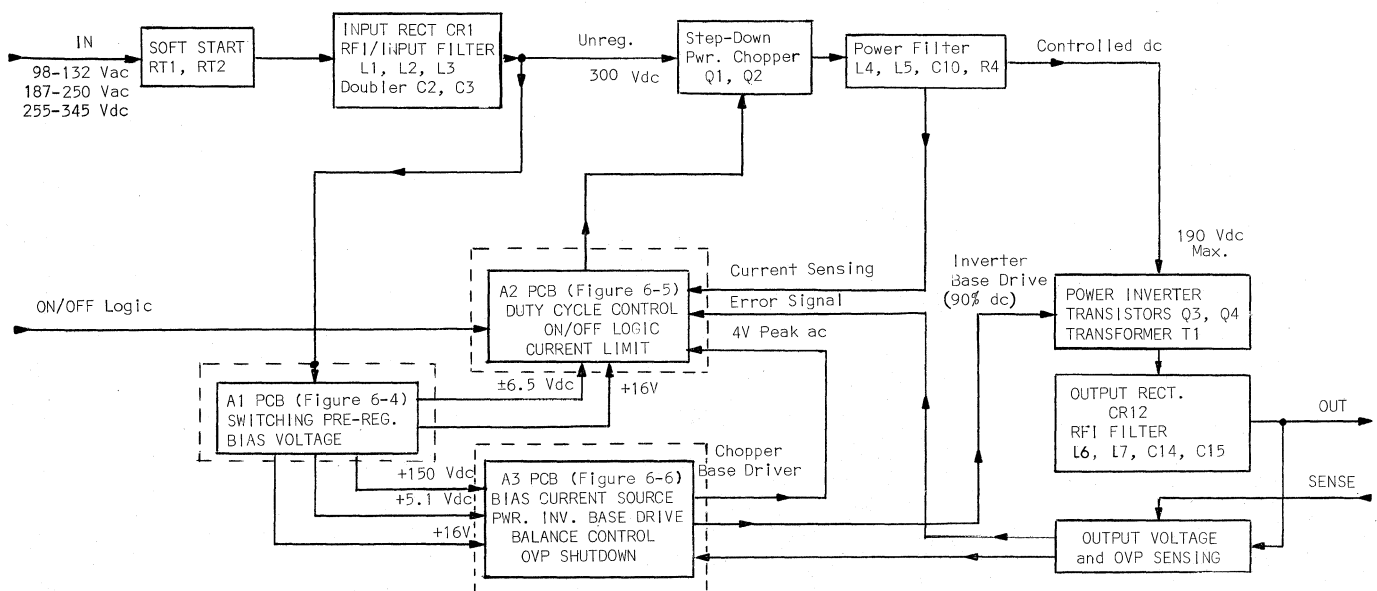 IN
98-132 Vac
187-250 Vac
255-345 Vdc
SOFT START
RT1, RT2
INPUT RECT CR1
RFI/INPUT FILTER
L1, L2, L3
Doubler C2, C3
Unreg.
300 Vdc
Step-Down
Pwr. Chopper
Q1, Q2
Power Filter
L4, L5, C10, R4
Controlled dc
190 Vdc
Max.
ON/OFF Logic
A2 PCB (Figure 6-5)
DUTY CYCLE CONTROL
ON/OFF LOGIC
CURRENT LIMIT
Current Sensing
Error Signal
4V Peak ac
Inverter
Base Drive
(90% dc)
POWER INVERTER
TRANSISTORS Q3, Q4
TRANSFORMER T1
±6.5 Vdc
+16V
A1 PCB (Figure 6-4)
SWITCHING PRE-REG.
BIAS VOLTAGE
OUTPUT RECT.
CR12
RFI FILTER
L6, L7, C14, C15
OUT
+150 Vdc
+5.1 Vdc
+16V
A3 PCB (Figure 6-6)
BIAS CURRENT SOURCE
PWR. INV. BASE DRIVE
BALANCE CONTROL
OVP SHUTDOWN
Chopper
Base Driver
SENSE
OUTPUT VOLTAGE
and OVP SENSING